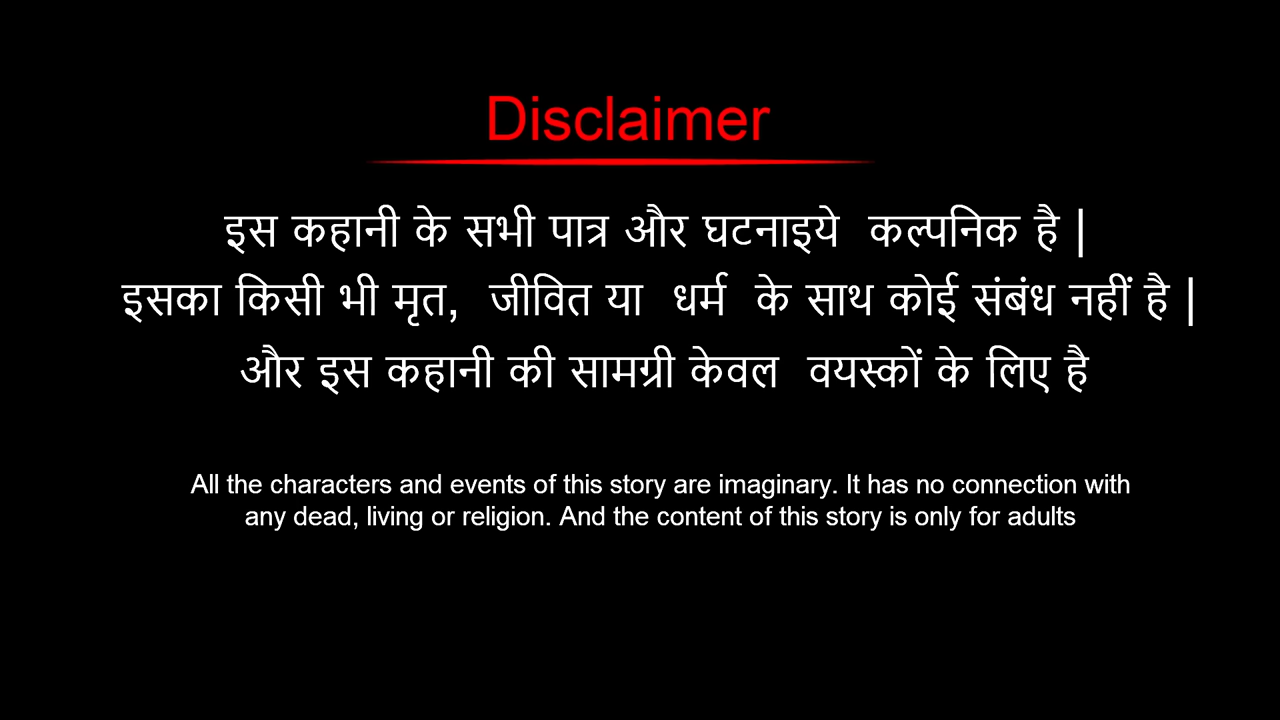 Disclaimer
इस कहानी के सभी पात्र और घटनाइये कल्पनिक है |
इसका किसी भी मृत, जीवित या धर्म के साथ कोई संबंध नहीं है |
और इस कहानी की सामग्री केवल वयस्कों के लिए है
All the characters and events of this story are imaginary. It has no connection with
any dead, living or religion. And the content of this story is only for adults